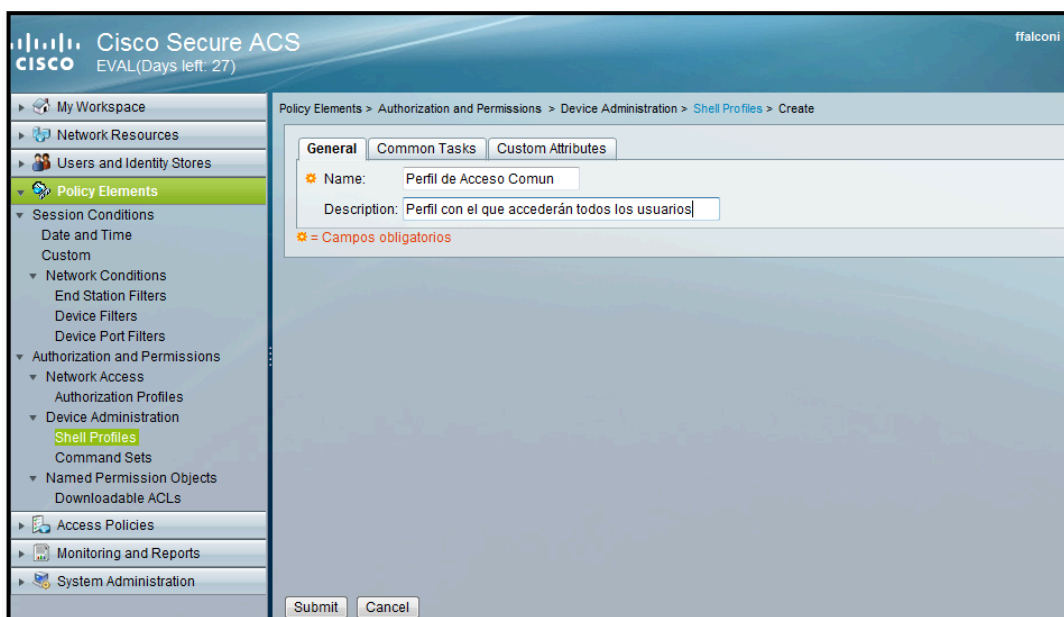 Cisco Secure ACS
ffalconi
CISCO
EVAL(Days left: 27)
My Workspace
Network Resources
Users and Identity Stores
Policy Elements
Session Conditions
Date and Time
Custom
Network Conditions
End Station Filters
Device Filters
Device Port Filters
Authorization and Permissions
Network Access
Authorization Profiles
Device Administration
Shell Profiles
Command Sets
Named Permission Objects
Downloadable ACLs
Access Policies
Monitoring and Reports
System Administration
Policy Elements > Authorization and Permissions > Device Administration > Shell Profiles > Create
General Common Tasks Custom Attributes
Name: Perfil de Acceso Comun
Description: Perfil con el que accederán todos los usuarios
= Campos obligatorios
Submit Cancel